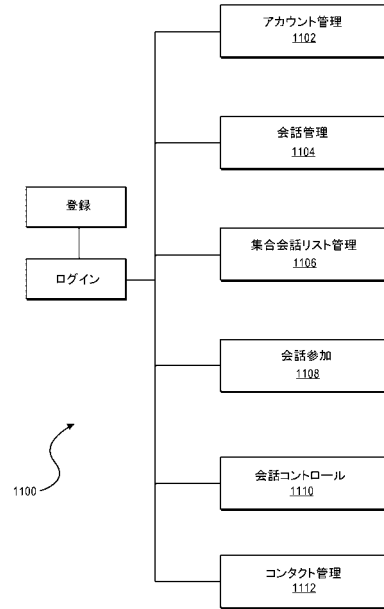 アカウント管理
1102
会話管理
1104
登録
集合会話リスト管理
1106
ログイン
会話参加
1108
会話コントロール
1110
1100
コンタクト管理
1112